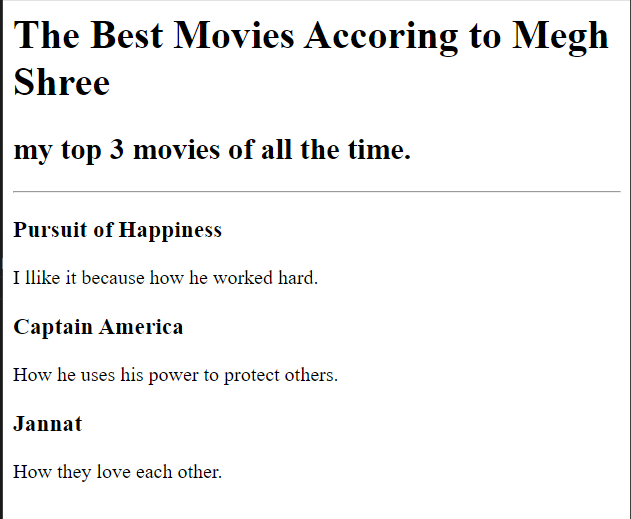 The Best Movies Accoring to Megh
Shree
my top 3 movies of all the time.
Pursuit of Happiness
I llike it because how he worked hard.
Captain America
How he uses his power to protect others.
Jannat
How they love each other.